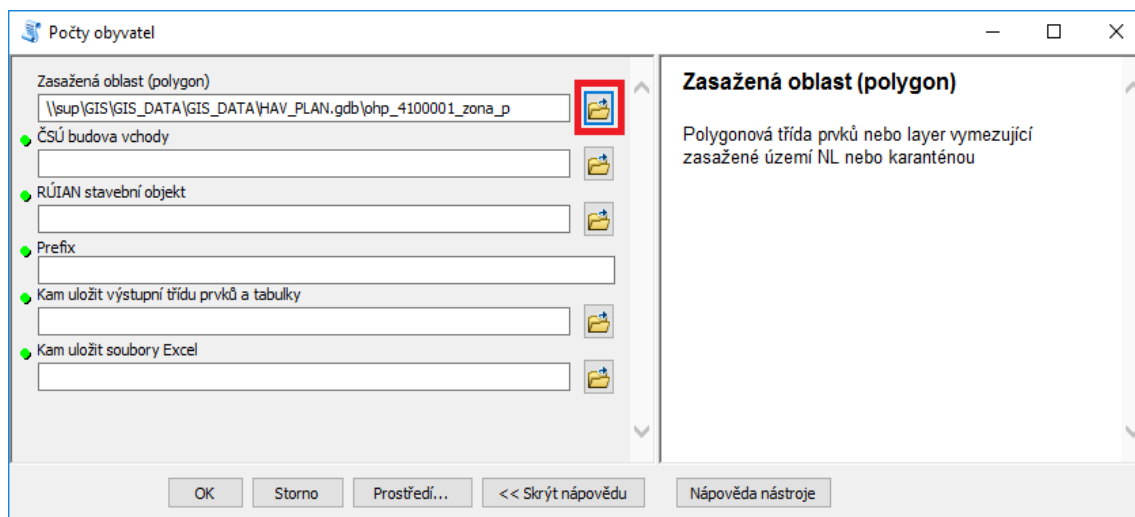 Počty obyvatel
Zasažená oblast (polygon)
\\sup\GIS\GIS_DATA\GIS_DATA\HAV_PLAN.gdb\ohp_4100001_zona_p
ČSÚ budova vchody
RÚIAN stavební objekt
Prefix
Kam uložit výstupní třídu prvků a tabulky
Kam uložit soubory Excel
Zasažená oblast (polygon)
Polygonová třída prvků nebo layer vymezující
zasažené území NL nebo karanténou
OK
Storno
Prostředí...
<< Skrýt nápovědu
Nápověda nástroje